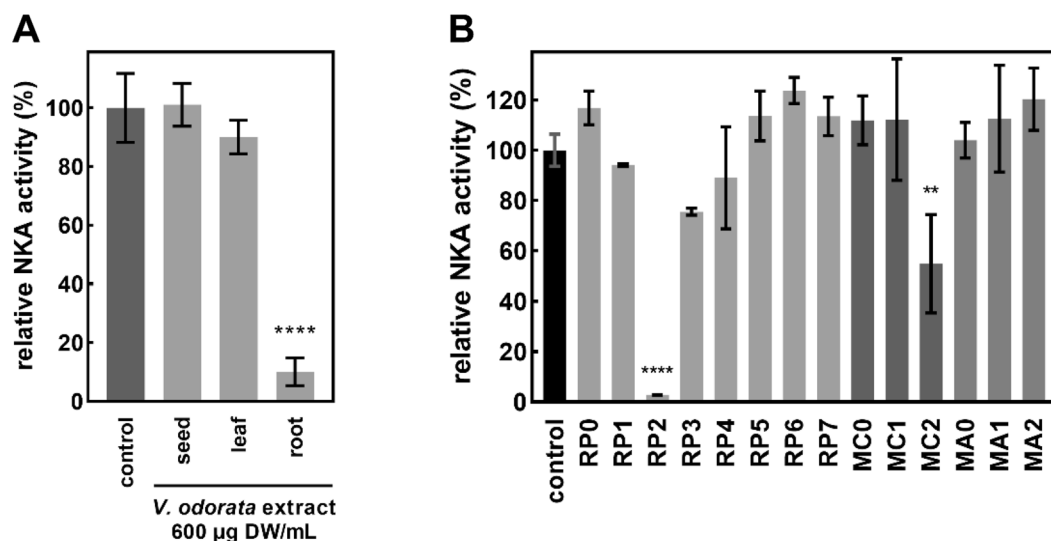 A
relative NKA activity (%)
100
80
60
40
20
0
****
control
seed
leaf
root
V. odorata extract
600 µg DW/mL
B
relative NKA activity (%)
120
100
80
60
40
20
0
****
**
control
RP0
RP1
RP2
RP3
RP4
RP5
RP6
RP7
MC0
MC1
MC2
MA0
MA1
MA2